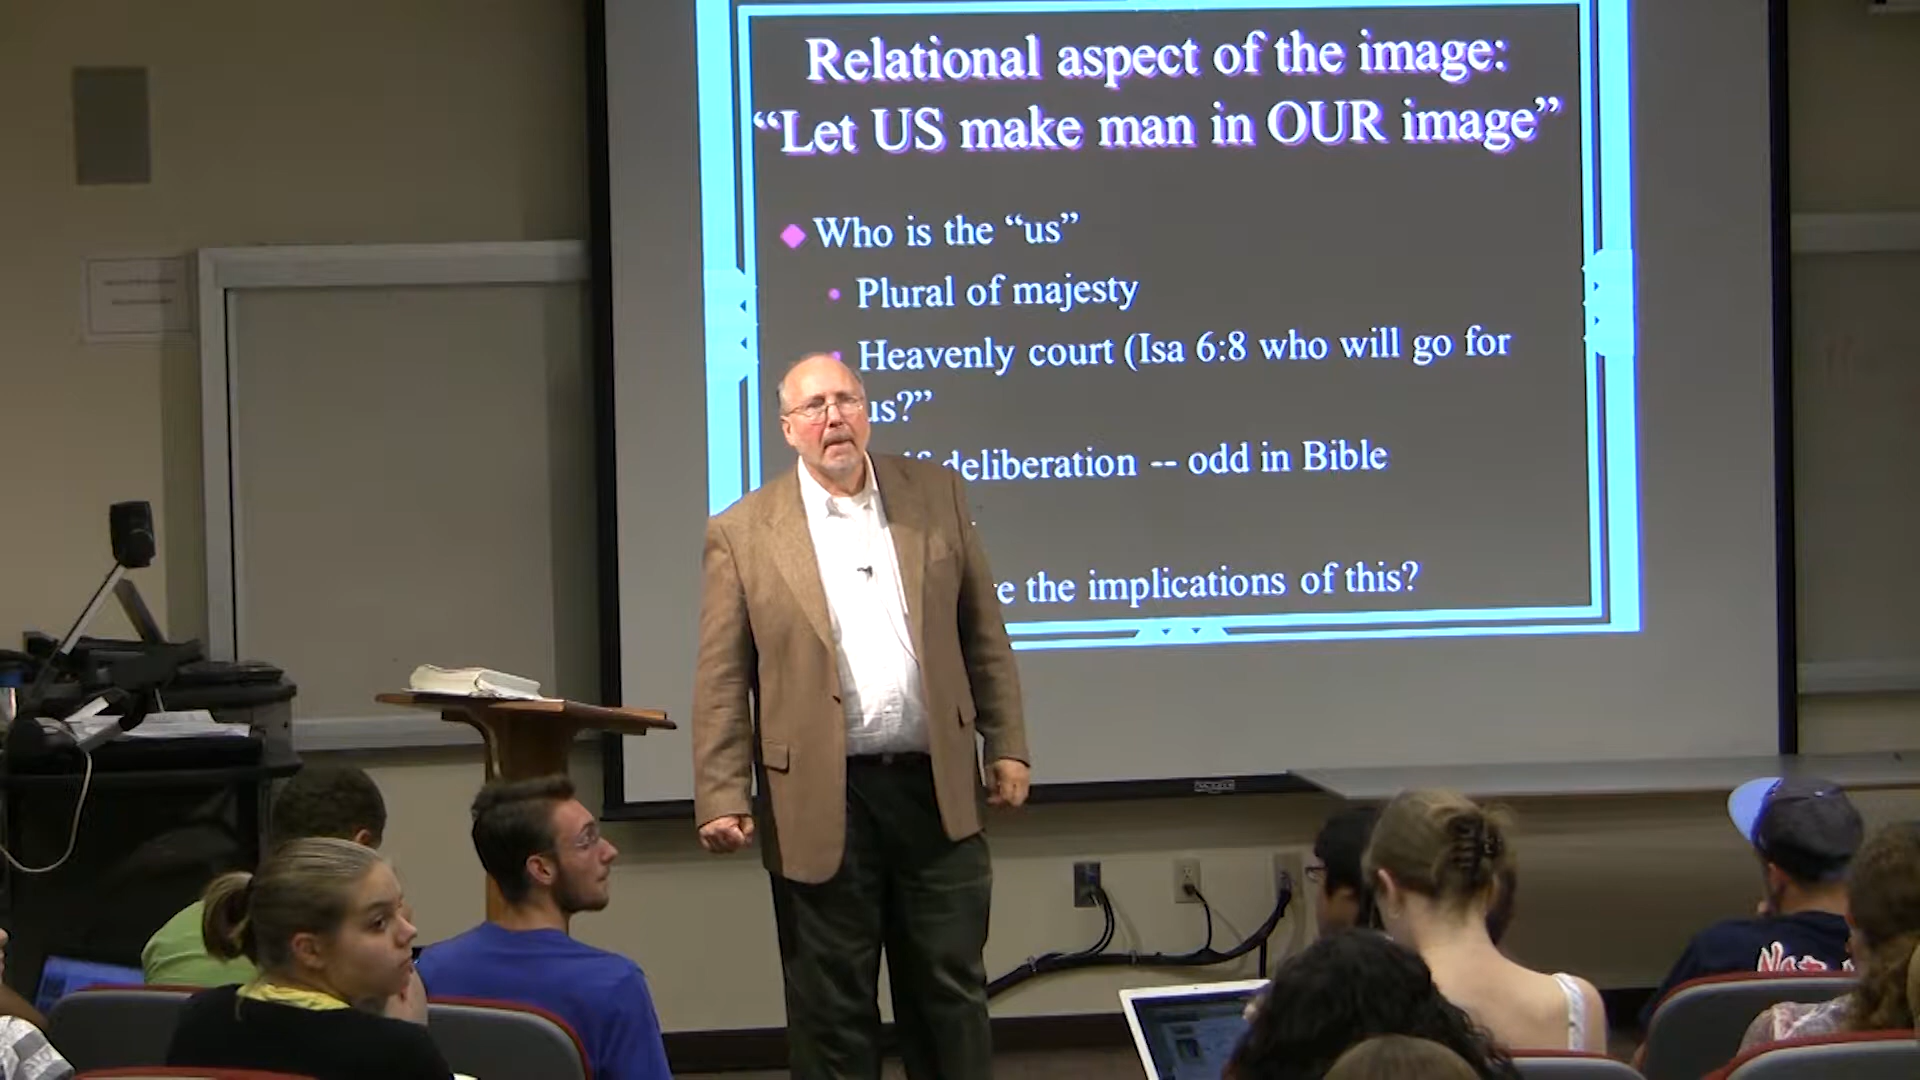 Relational aspect of the image:
“Let US make man in OUR image”
Who is the “us”
Plural of majesty
Heavenly court (Isa 6:8 who will go for
us?”
deliberation -- odd in Bible
the implications of this?